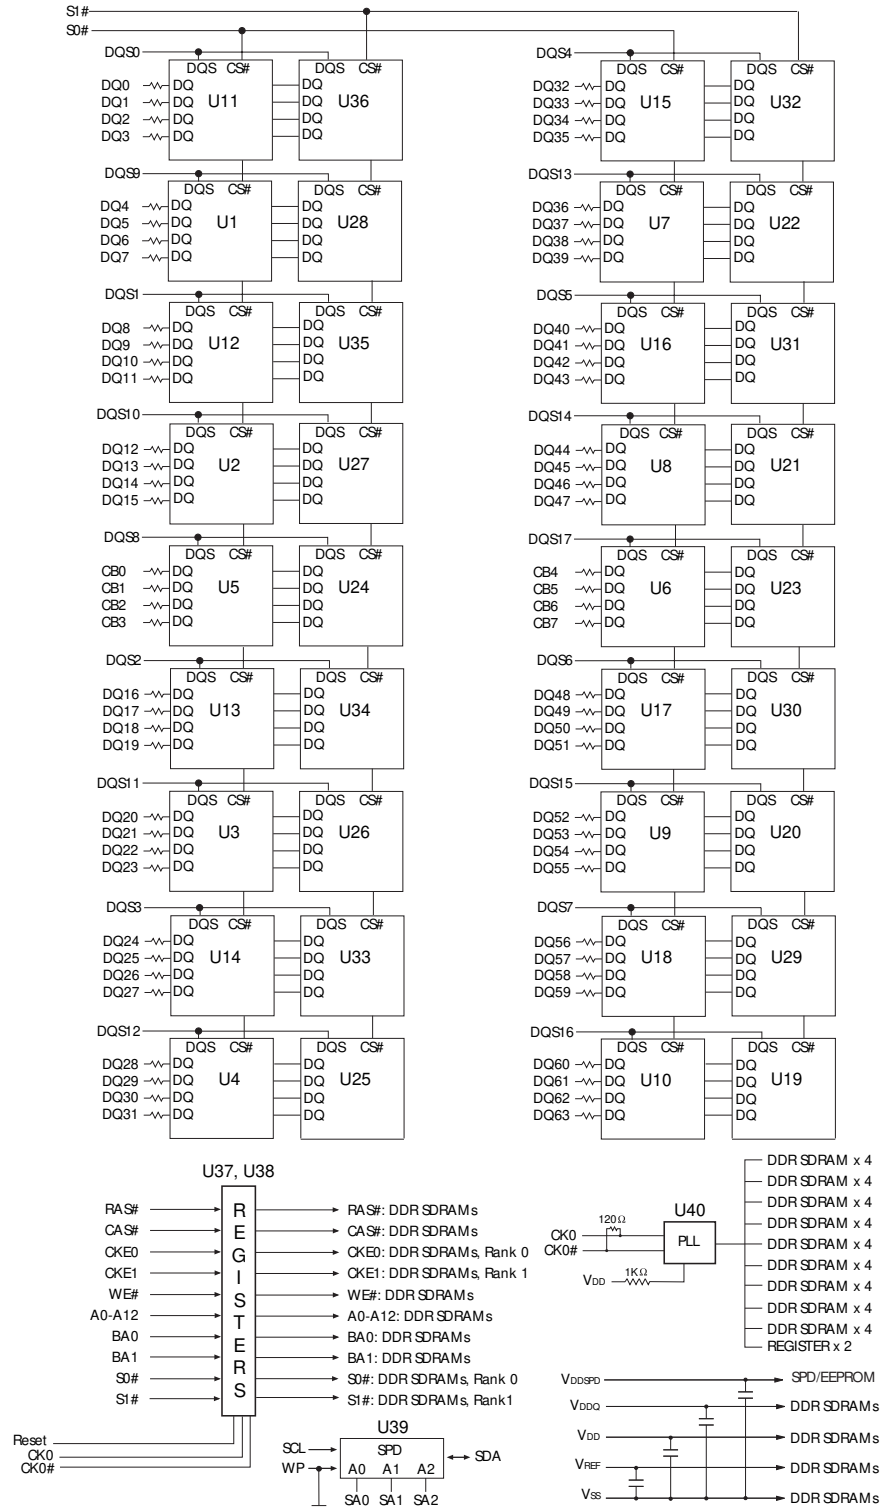 S1#
S0#
DQS0
DQS CS#
DQ0 DQ
DQ1 DQ
DQ2 DQ
DQ3 DQ
U11
DQS CS#
DQ
DQ
DQ
DQ
U36
DQS9
DQS CS#
DQ4 DQ
DQ5 DQ
DQ6 DQ
DQ7 DQ
U1
DQS CS#
DQ
DQ
DQ
DQ
U28
DQS1
DQS CS#
DQ8 DQ
DQ9 DQ
DQ10 DQ
DQ11 DQ
U12
DQS CS#
DQ
DQ
DQ
DQ
U35
DQS10
DQS CS#
DQ12 DQ
DQ13 DQ
DQ14 DQ
DQ15 DQ
U2
DQS CS#
DQ
DQ
DQ
DQ
U27
DQS8
DQS CS#
CB0 DQ
CB1 DQ
CB2 DQ
CB3 DQ
U5
DQS CS#
DQ
DQ
DQ
DQ
U24
DQS2
DQS CS#
DQ16 DQ
DQ17 DQ
DQ18 DQ
DQ19 DQ
U13
DQS CS#
DQ
DQ
DQ
DQ
U34
DQS11
DQS CS#
DQ20 DQ
DQ21 DQ
DQ22 DQ
DQ23 DQ
U3
DQS CS#
DQ
DQ
DQ
DQ
U26
DQS3
DQS CS#
DQ24 DQ
DQ25 DQ
DQ26 DQ
DQ27 DQ
U14
DQS CS#
DQ
DQ
DQ
DQ
U33
DQS12
DQS CS#
DQ28 DQ
DQ29 DQ
DQ30 DQ
DQ31 DQ
U4
DQS CS#
DQ
DQ
DQ
DQ
U25
DQS4
DQS CS#
DQ32 DQ
DQ33 DQ
DQ34 DQ
DQ35 DQ
U15
DQS CS#
DQ
DQ
DQ
DQ
U32
DQS13
DQS CS#
DQ36 DQ
DQ37 DQ
DQ38 DQ
DQ39 DQ
U7
DQS CS#
DQ
DQ
DQ
DQ
U22
DQS5
DQS CS#
DQ40 DQ
DQ41 DQ
DQ42 DQ
DQ43 DQ
U16
DQS CS#
DQ
DQ
DQ
DQ
U31
DQS14
DQS CS#
DQ44 DQ
DQ45 DQ
DQ46 DQ
DQ47 DQ
U8
DQS CS#
DQ
DQ
DQ
DQ
U21
DQS17
DQS CS#
CB4 DQ
CB5 DQ
CB6 DQ
CB7 DQ
U6
DQS CS#
DQ
DQ
DQ
DQ
U23
DQS6
DQS CS#
DQ48 DQ
DQ49 DQ
DQ50 DQ
DQ51 DQ
U17
DQS CS#
DQ
DQ
DQ
DQ
U30
DQS15
DQS CS#
DQ52 DQ
DQ53 DQ
DQ54 DQ
DQ55 DQ
U9
DQS CS#
DQ
DQ
DQ
DQ
U20
DQS7
DQS CS#
DQ56 DQ
DQ57 DQ
DQ58 DQ
DQ59 DQ
U18
DQS CS#
DQ
DQ
DQ
DQ
U29
DQS16
DQS CS#
DQ60 DQ
DQ61 DQ
DQ62 DQ
DQ63 DQ
U10
DQS CS#
DQ
DQ
DQ
DQ
U19
U37, U38
REGISTERS
RAS# RAS#: DDR SDRAMs
CAS# CAS#: DDR SDRAMs
CKE0 CKE0: DDR SDRAMs, Rank 0
CKE1 CKE1: DDR SDRAMs, Rank 1
WE# WE#: DDR SDRAMs
A0-A12 A0-A12: DDR SDRAMs
BA0 BA0: DDR SDRAMs
BA1 BA1: DDR SDRAMs
S0# S0#: DDR SDRAMs, Rank 0
S1# S1#: DDR SDRAMs, Rank1
Reset
CK0
CK0#
U39
SPD
SCL
WP
A0 A1 A2
SDA
SA0 SA1 SA2
U40
PLL
120Ω
CK0
CK0#
1KΩ
VDD
DDR SDRAM x 4
DDR SDRAM x 4
DDR SDRAM x 4
DDR SDRAM x 4
DDR SDRAM x 4
DDR SDRAM x 4
DDR SDRAM x 4
DDR SDRAM x 4
DDR SDRAM x 4
REGISTER x 2
VDDSPD SPD/EEPROM
VDDQ DDR SDRAMs
VDD DDR SDRAMs
VREF DDR SDRAMs
VSS DDR SDRAMs